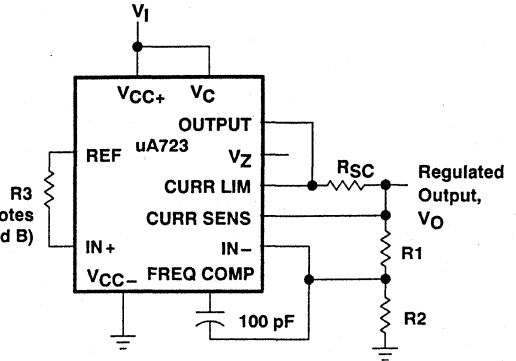 VI
VCC+ VC
OUTPUT
uA723
REF
VZ
CURR LIM
RSC
Regulated
Output,
VO
R3
otes
d B)
CURR SENS
IN+
IN−
R1
VCC−
FREQ COMP
100 pF
R2